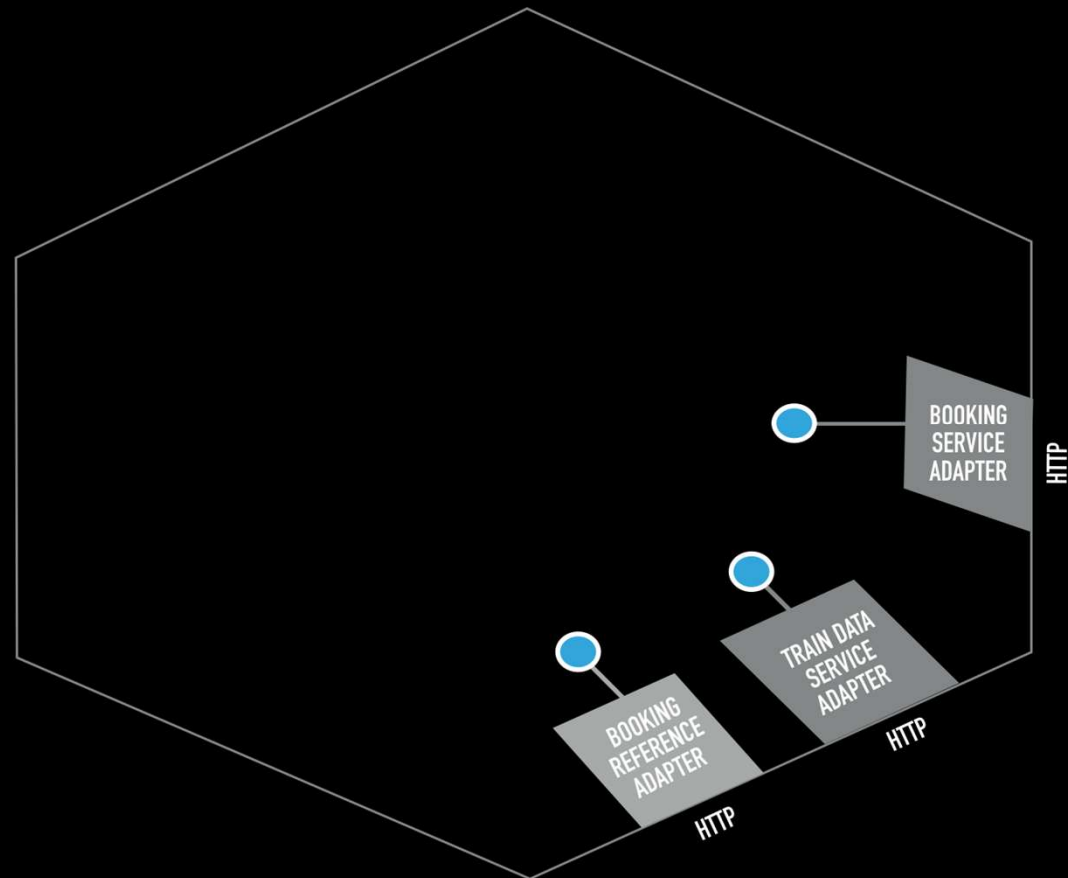 BOOKING
SERVICE
ADAPTER
HTTP
TRAIN DATA
SERVICE
ADAPTER
HTTP
BOOKING
REFERENCE
ADAPTER
HTTP